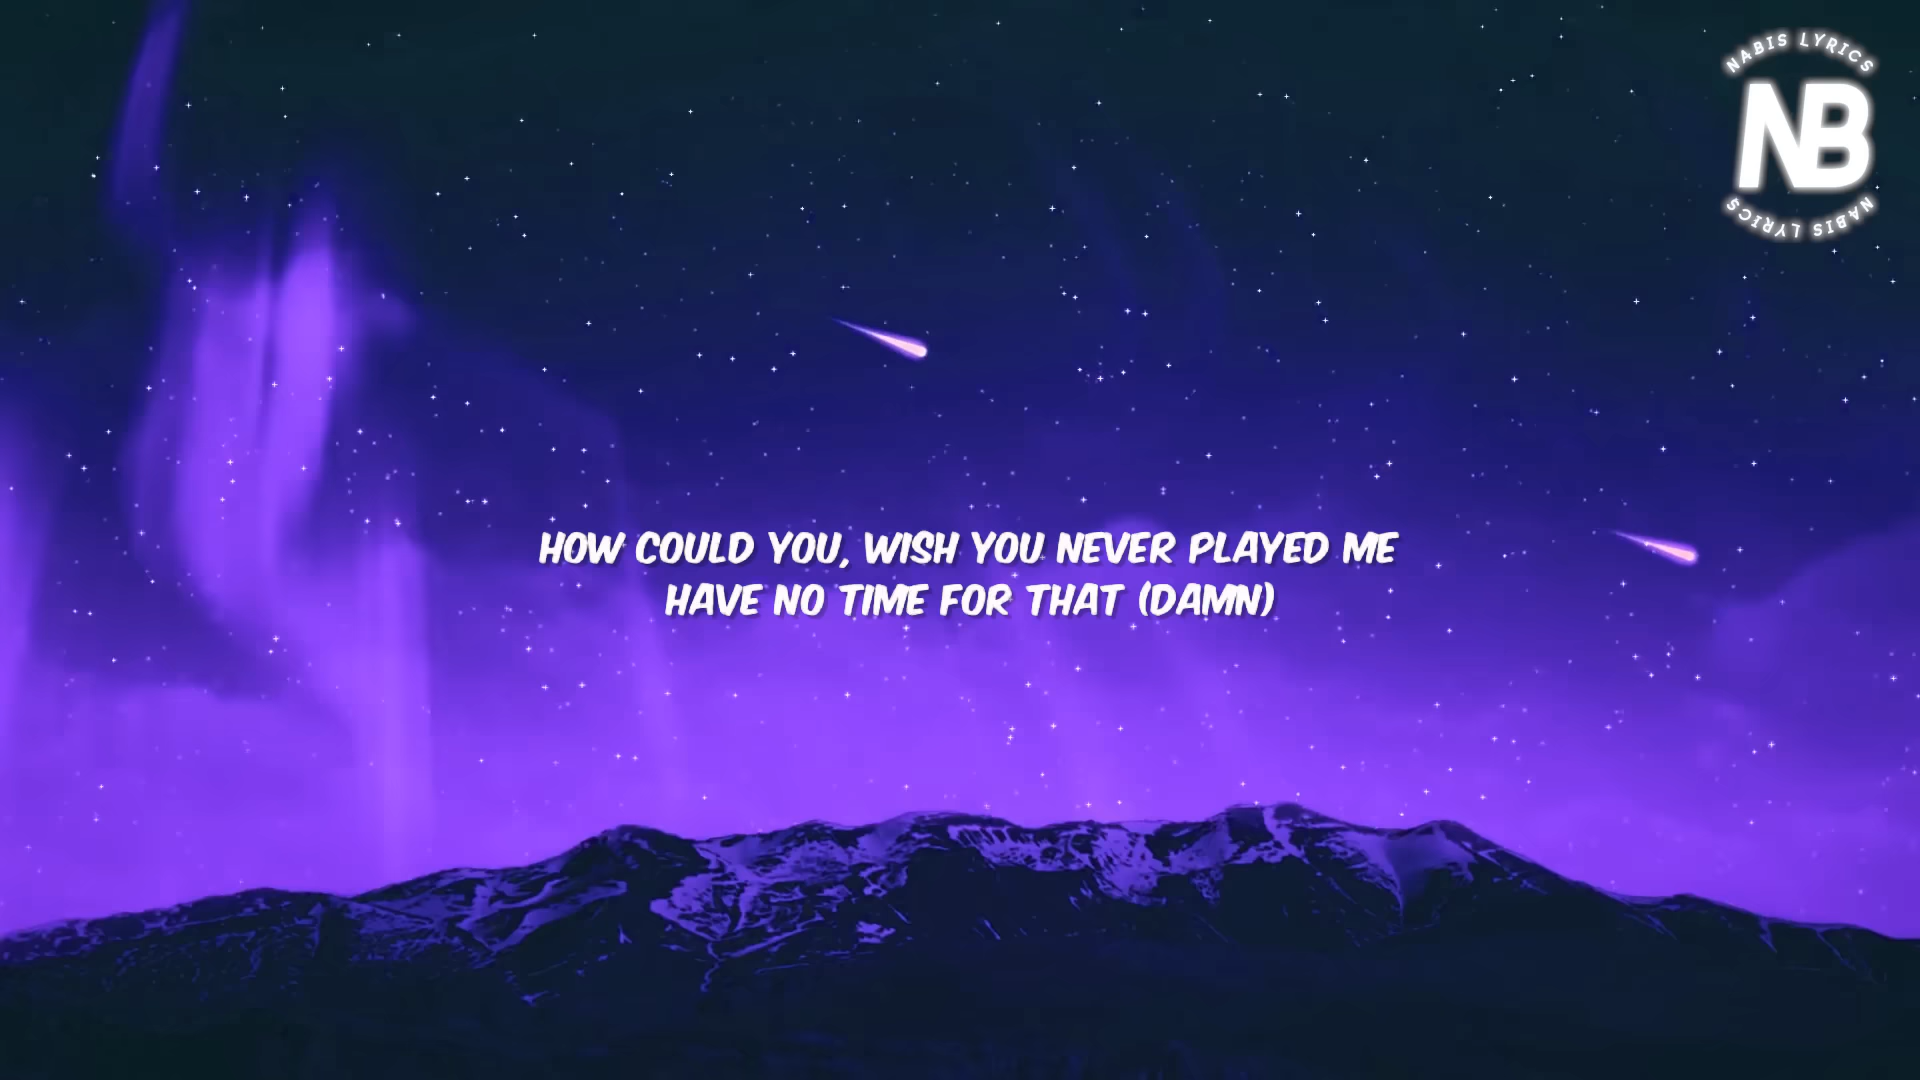 NABIS LYRICS
NB
NABIS LYRICS
HOW COULD YOU, WISH YOU NEVER PLAYED ME
HAVE NO TIME FOR THAT (DAMN)